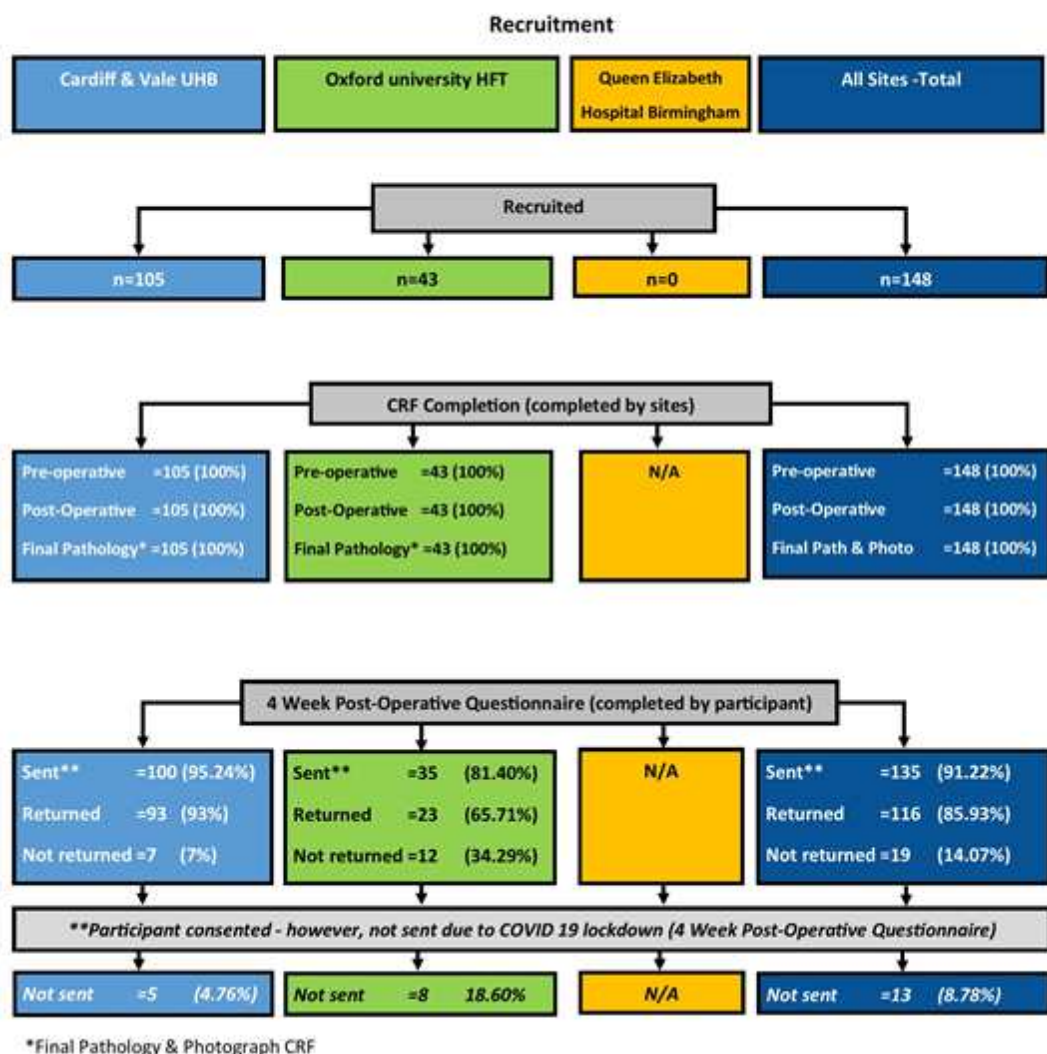 Recruitment
Cardiff & Vale UHB
Oxford university HFT
Queen Elizabeth
Hospital Birmingham
All Sites -Total
Recruited
n=105
n=43
n=0
n=148
CRF Completion (completed by sites)
Pre-operative =105 (100%)
Post-Operative =105 (100%)
Final Pathology* =105 (100%)
Pre-operative =43 (100%)
Post-Operative =43 (100%)
Final Pathology* =43 (100%)
N/A
Pre-operative =148 (100%)
Post-Operative =148 (100%)
Final Path & Photo =148 (100%)
4 Week Post-Operative Questionnaire (completed by participant)
Sent** =100 (95.24%)
Returned =93 (93%)
Not returned =7 (7%)
Sent** =35 (81.40%)
Returned =23 (65.71%)
Not returned =12 (34.29%)
N/A
Sent** =135 (91.22%)
Returned =116 (85.93%)
Not returned =19 (14.07%)
**Participant consented - however, not sent due to COVID 19 lockdown (4 Week Post-Operative Questionnaire)
Not sent =5 (4.76%)
Not sent =8 18.60%
N/A
Not sent =13 (8.78%)
*Final Pathology & Photograph CRF